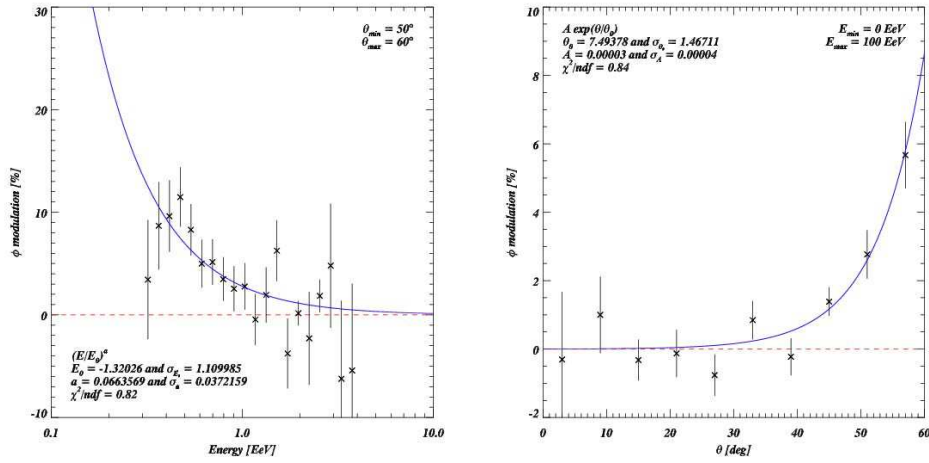 30
20
10
0
-10
ϕ modulation [%]
θmin = 50°
θmax = 60°
(E/E0)^a
E0 = -1.32026 and σE0 = 1.109985
a = 0.0663569 and σa = 0.0372159
χ²/ndf = 0.82
0.1 1.0 10.0
Energy [EeV]
10
8
6
4
2
0
-2
ϕ modulation [%]
A exp(θ/θ0)
θ0 = 7.49378 and σθ0 = 1.46711
A = 0.00003 and σA = 0.00004
χ²/ndf = 0.84
Emin = 0 EeV
Emax = 100 EeV
0 10 20 30 40 50 60
θ [deg]